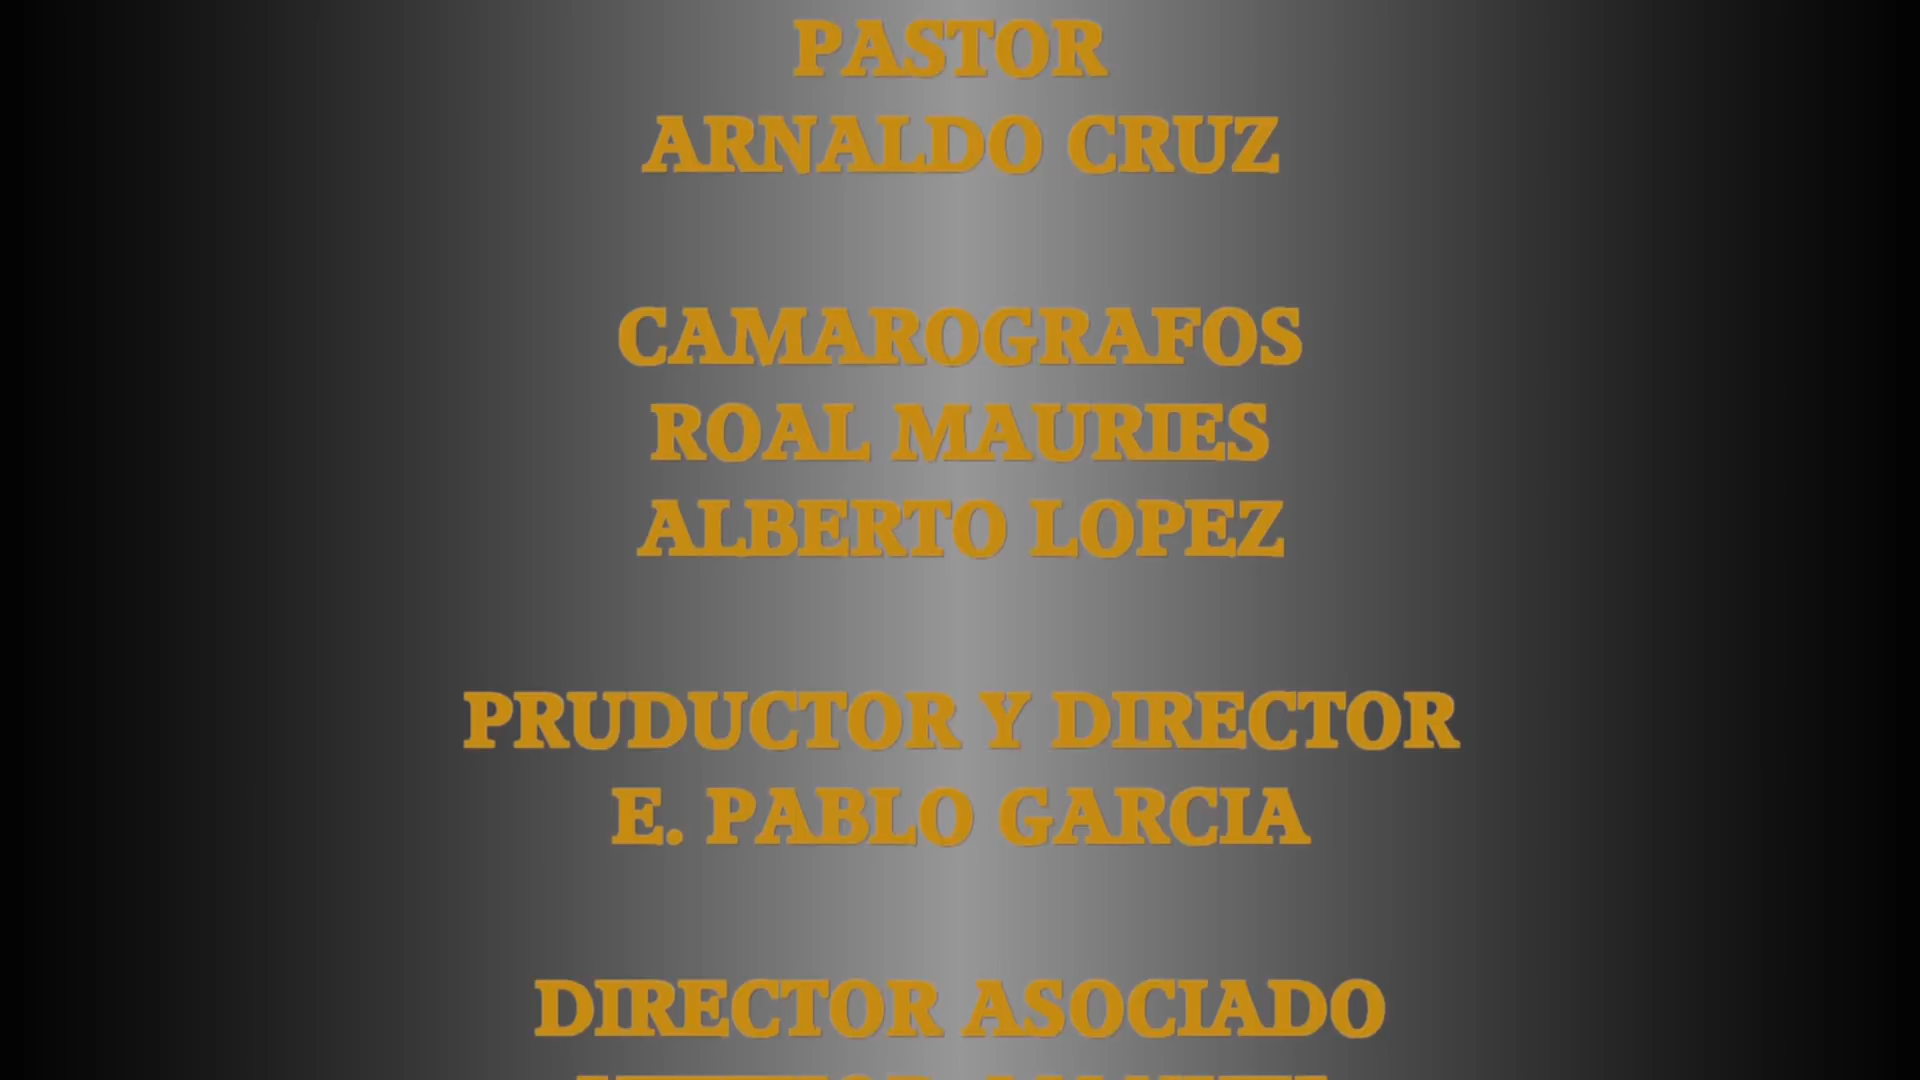 PASTOR
ARNALDO CRUZ
CAMAROGRAFOS
ROAL MAURIES
ALBERTO LOPEZ
PRUDUCTOR Y DIRECTOR
E. PABLO GARCIA
DIRECTOR ASOCIADO